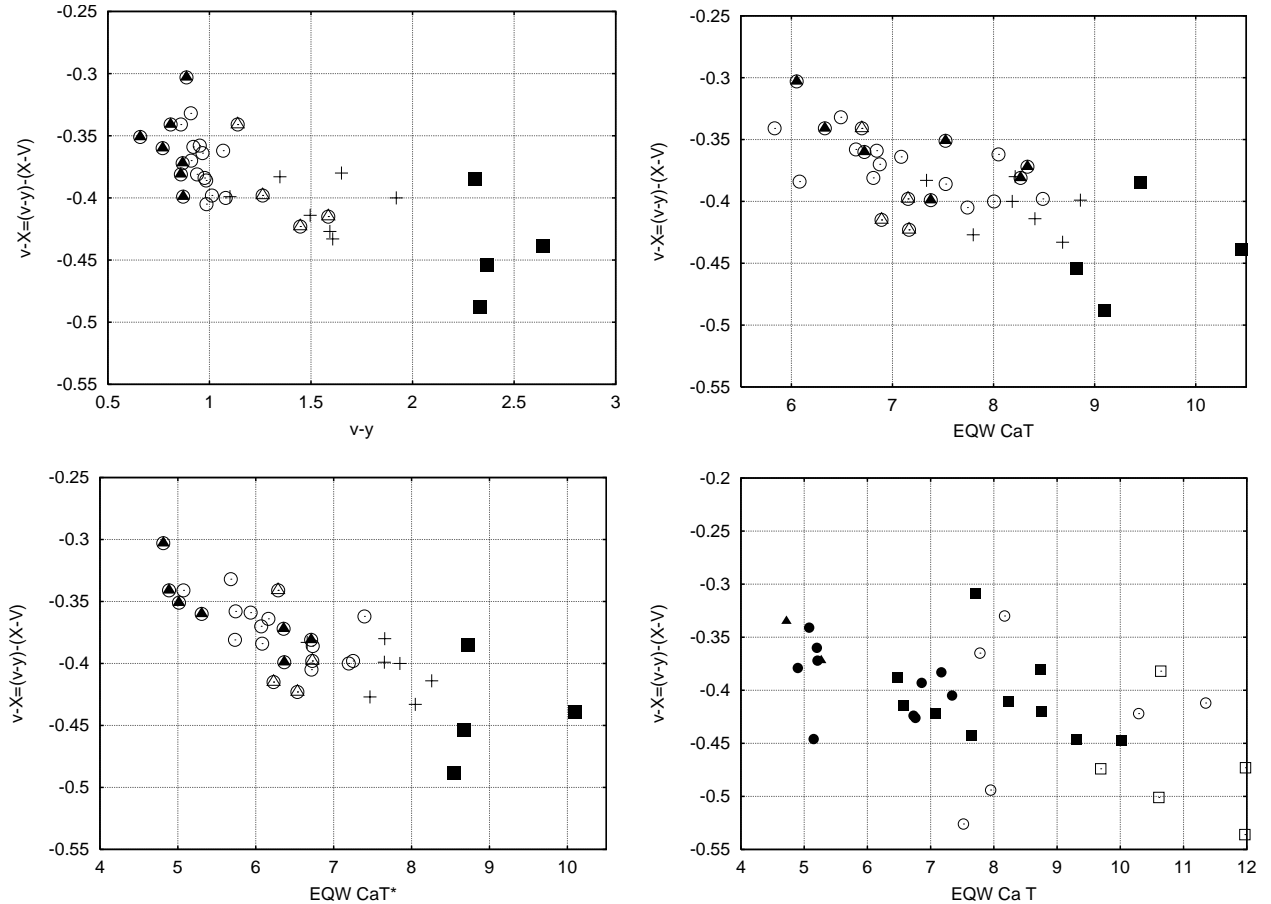 -0.25
-0.3
-0.35
-0.4
-0.45
-0.5
-0.55
0.5 1 1.5 2 2.5 3
v-y
v-X=(v-y)-(X-V)
-0.25
-0.3
-0.35
-0.4
-0.45
-0.5
-0.55
6 7 8 9 10
EQW CaT
v-X=(v-y)-(X-V)
-0.25
-0.3
-0.35
-0.4
-0.45
-0.5
-0.55
4 5 6 7 8 9 10
EQW CaT*
v-X=(v-y)-(X-V)
-0.2
-0.25
-0.3
-0.35
-0.4
-0.45
-0.5
-0.55
4 5 6 7 8 9 10 11 12
EQW Ca T
v-X=(v-y)-(X-V)